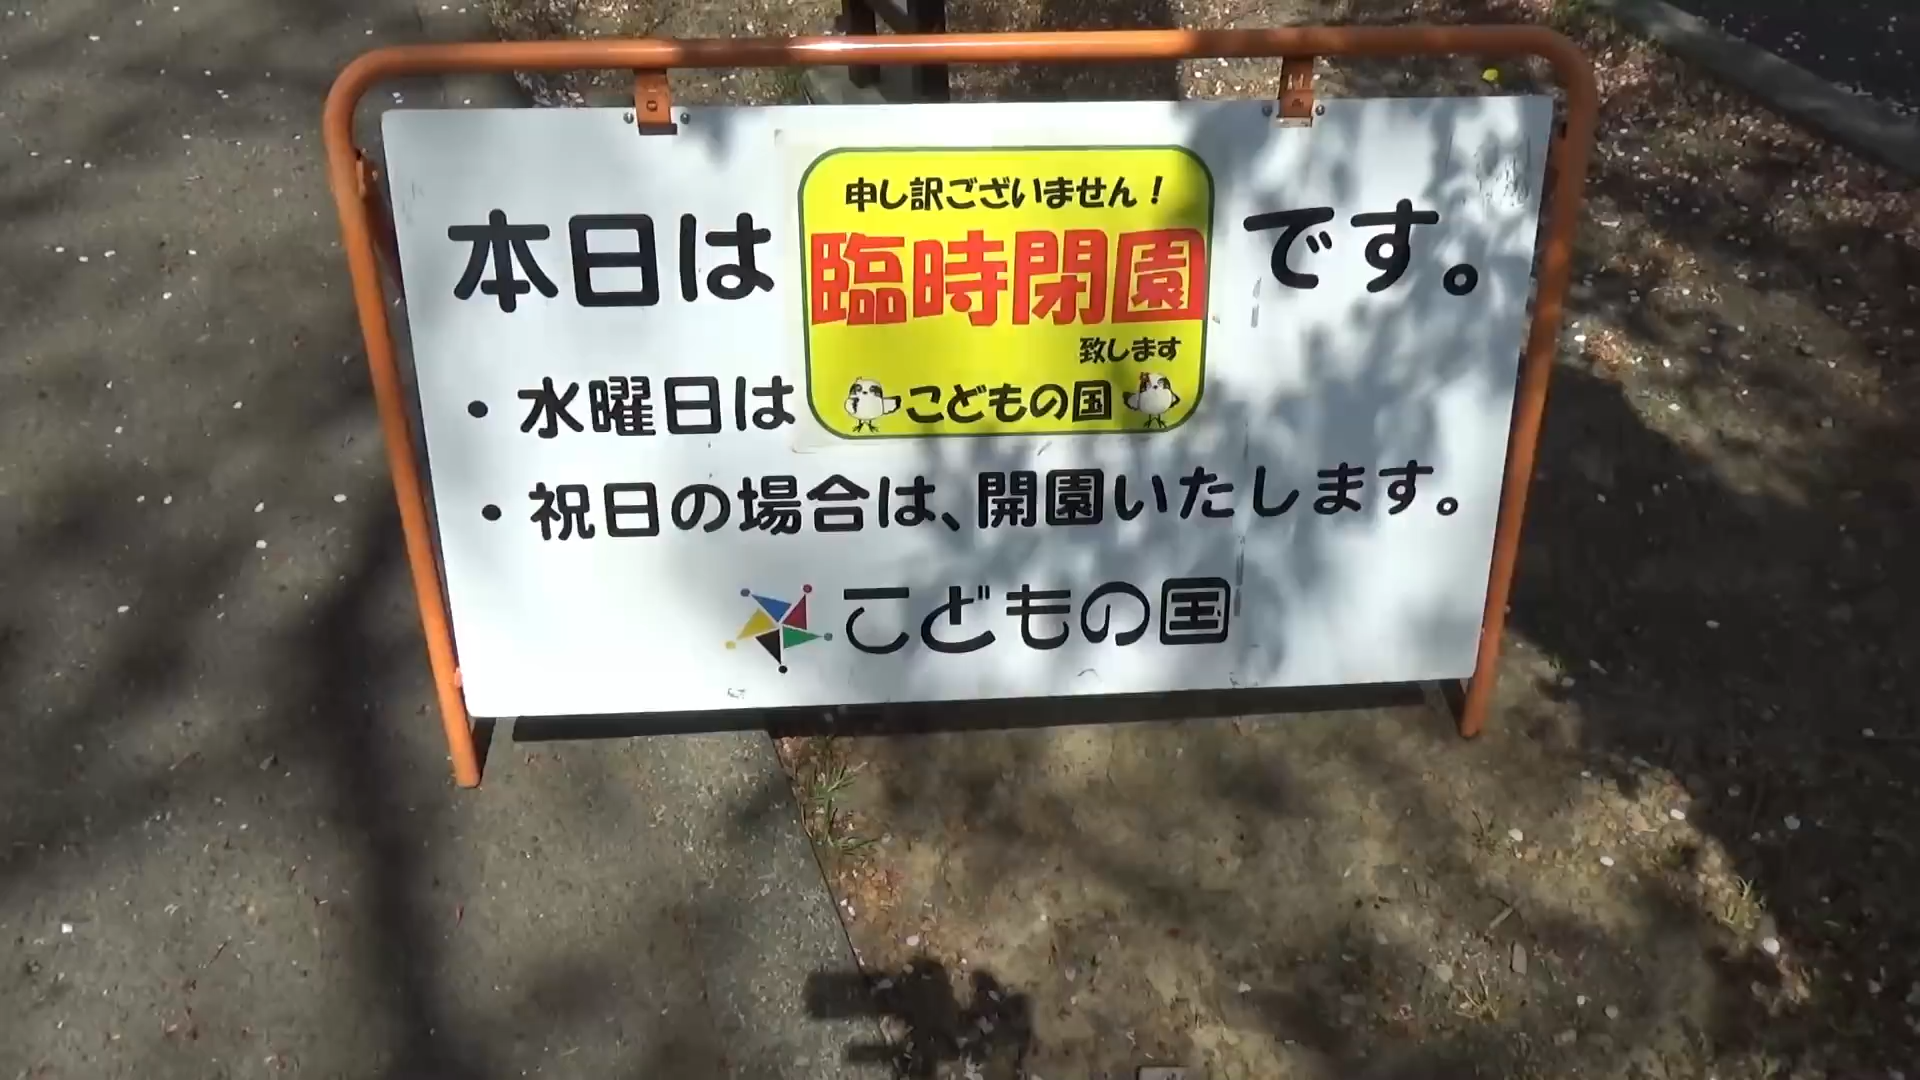 申し訳ございません！
本日は臨時閉園です。
致します
・水曜日は
こどもの国
・祝日の場合は、開園いたします。
こどもの国